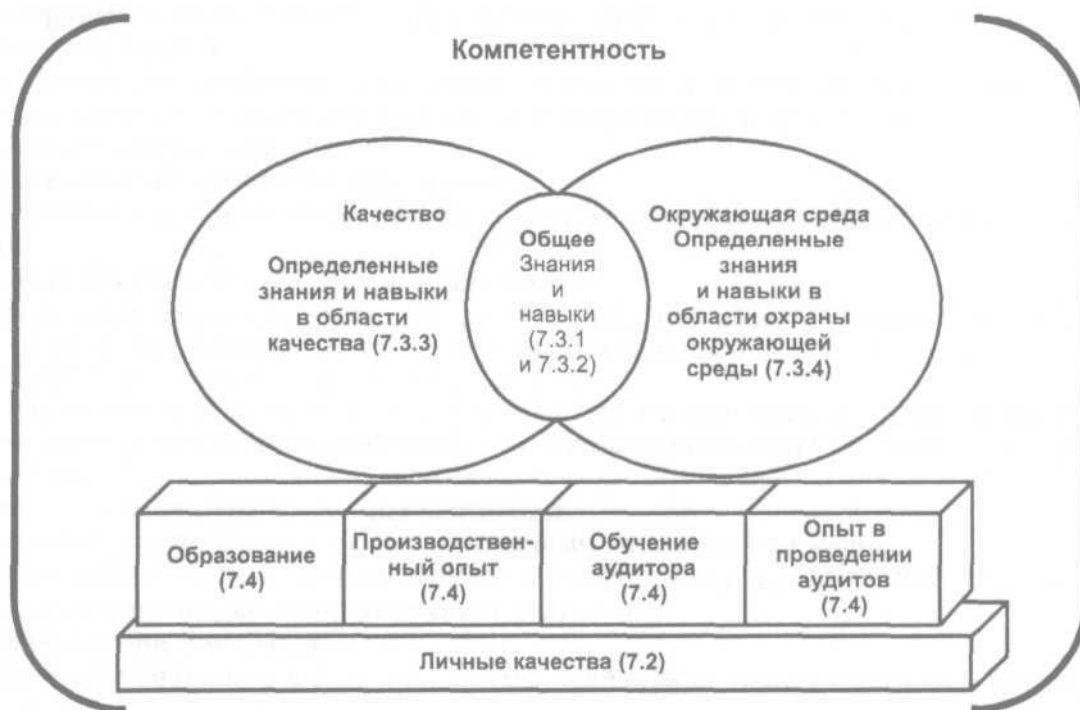 Компетентность
Качество
Определенные
знания и навыки
в области
качества (7.3.3)
Общее
Знания
и
навыки
(7.3.1
и 7.3.2)
Окружающая среда
Определенные
знания
и навыки в
области охраны
окружающей
среды (7.3.4)
Образование
(7.4)
Производствен-
ный опыт
(7.4)
Обучение
аудитора
(7.4)
Опыт в
проведении
аудитов
(7.4)
Личные качества (7.2)